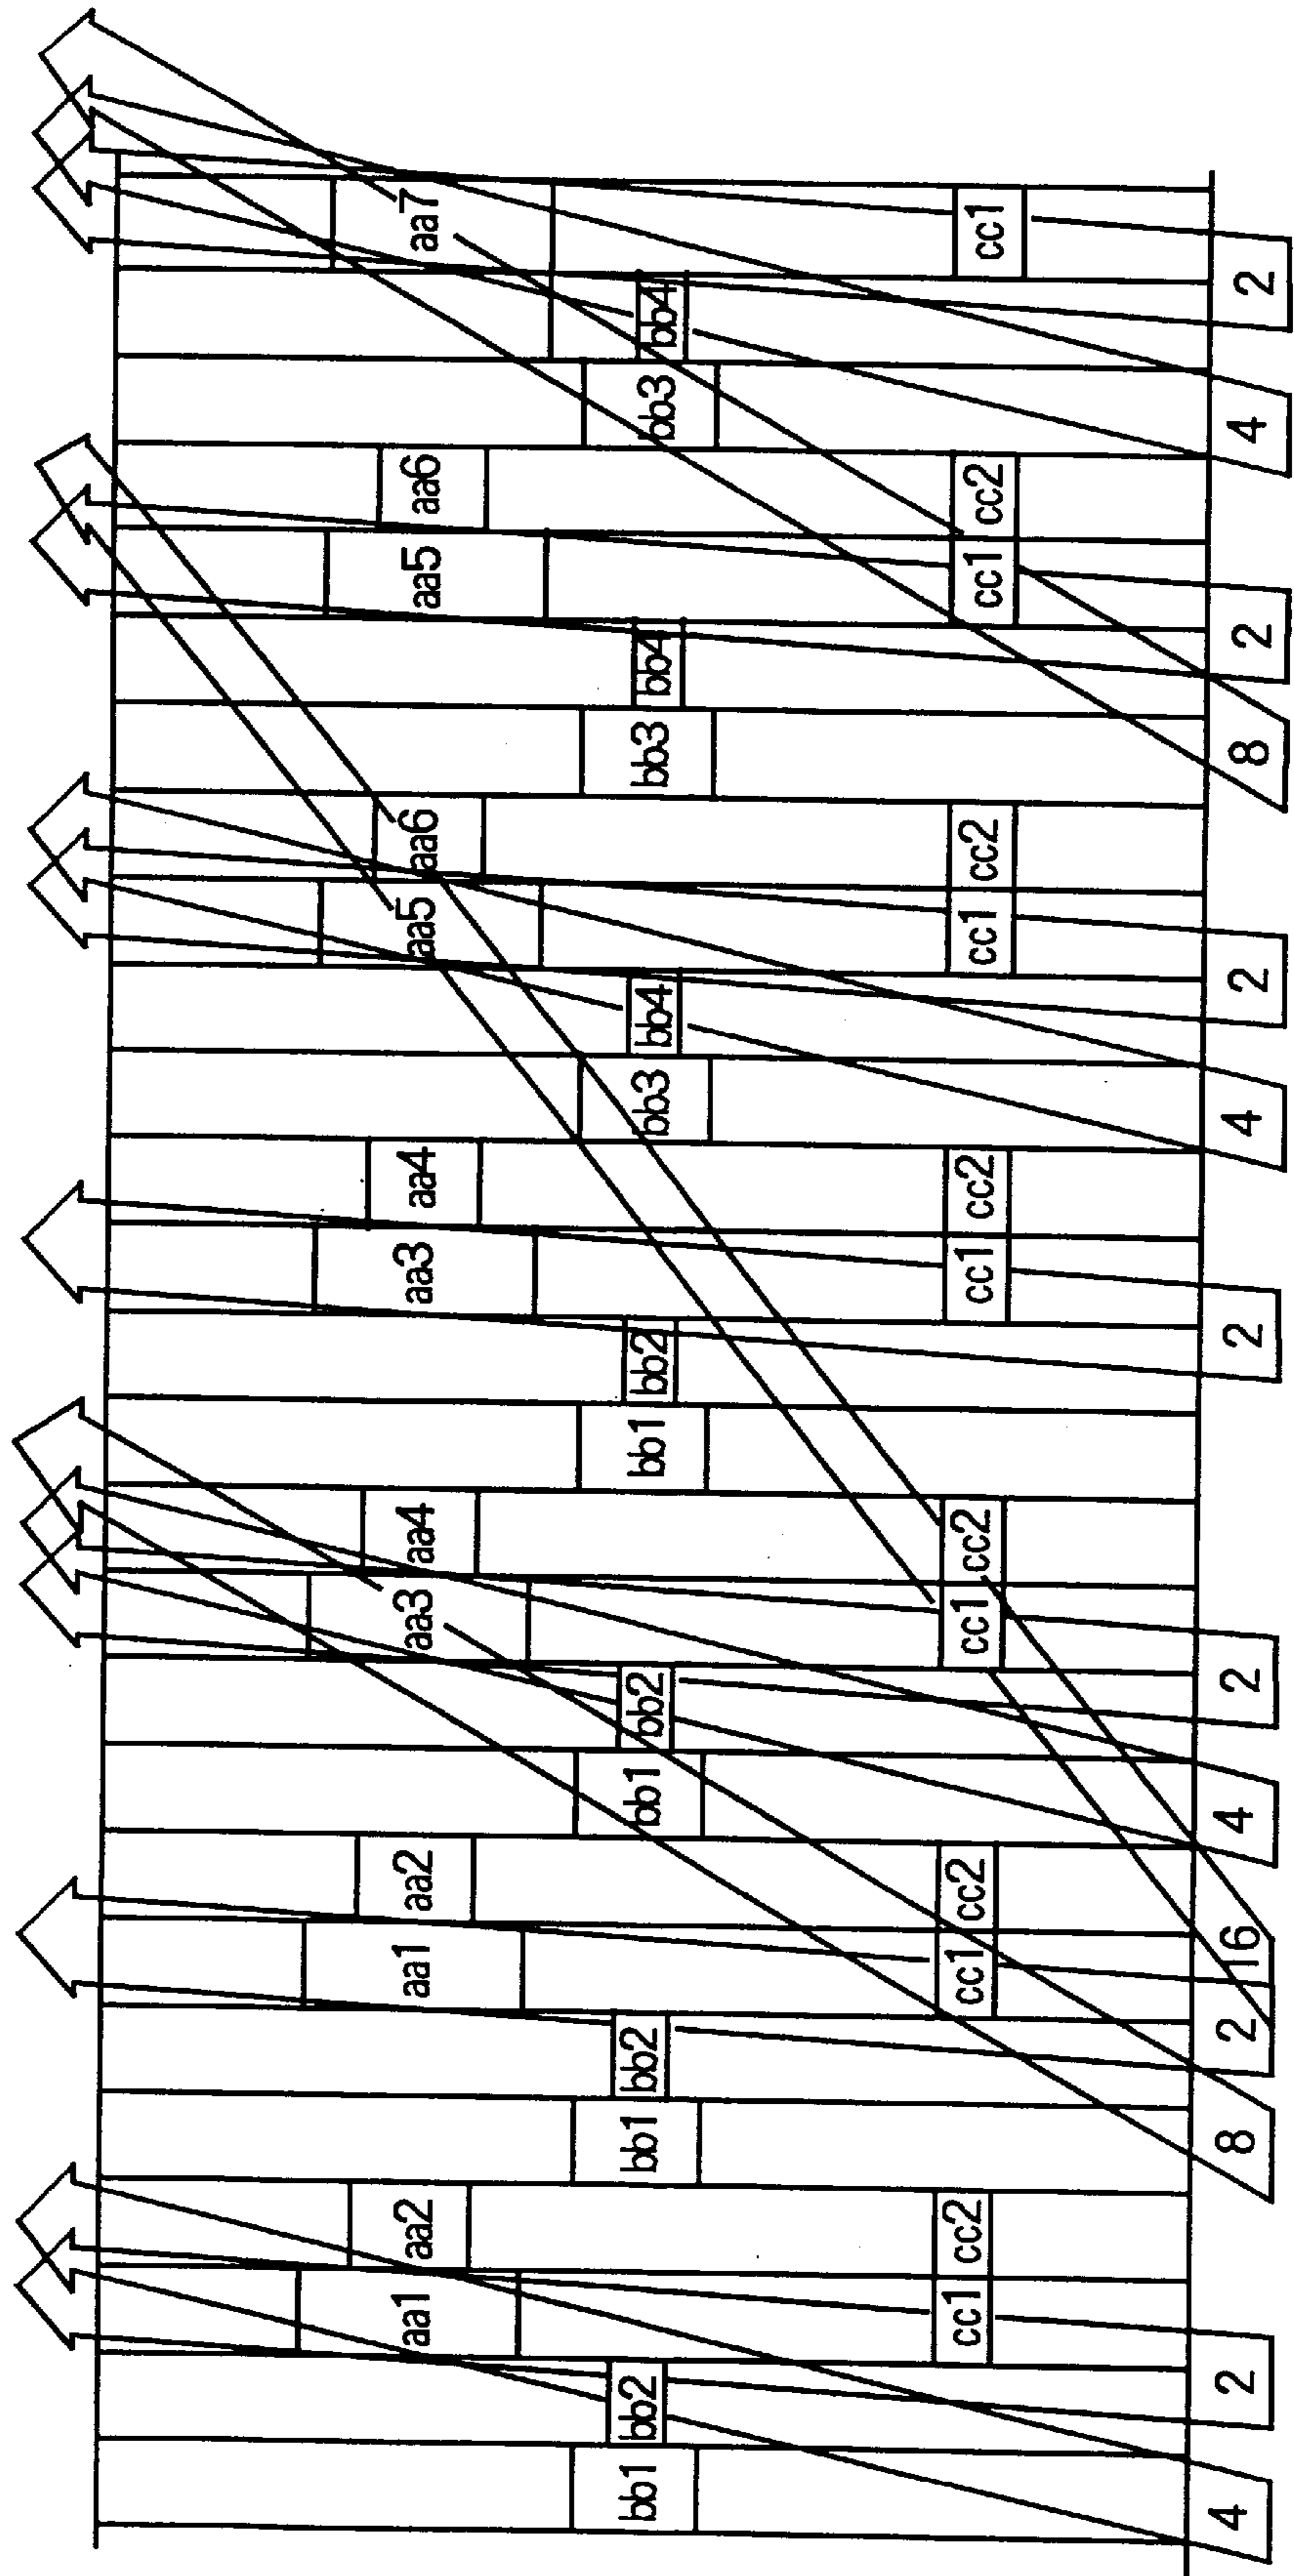 aa1 aa2 aa1 aa2 aa3 aa4 aa3 aa4 aa5 aa6 aa5 aa6 aa7
bb1 bb2 bb1 bb2 bb1 bb2 bb1 bb2 bb3 bb4 bb3 bb4 bb3 bb4
cc1 cc2 cc1 cc2 cc1 cc2 cc1 cc2 cc1 cc2 cc1 cc2 cc1
4 2 8 2 16 4 2 2 4 2 8 2 4 2